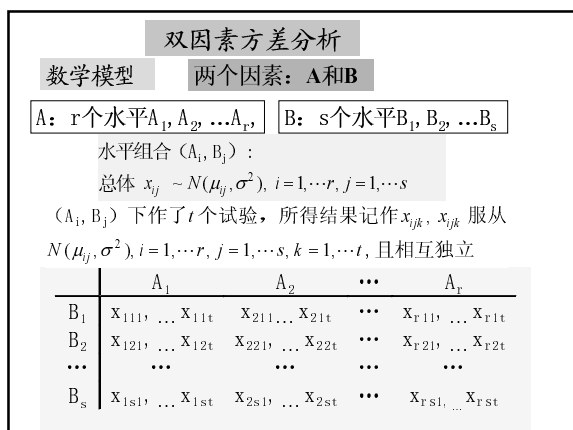 双因素方差分析
数学模型 两个因素：A和B
A：r个水平A₁,A₂,…Aᵣ, B：s个水平B₁,B₂,…Bₛ
水平组合（Aᵢ,Bⱼ）：
总体 xᵢⱼ ~ N(μᵢⱼ,σ²), i=1,⋯r, j=1,⋯s
（Aᵢ,Bⱼ）下作了t个试验，所得结果记作xᵢⱼₖ, xᵢⱼₖ 服从
N(μᵢⱼ,σ²), i=1,⋯r, j=1,⋯s, k=1,⋯t, 且相互独立
A₁ A₂ … Aᵣ
B₁ x₁₁₁, …x₁₁ₜ x₂₁₁…x₂₁ₜ … xᵣ₁₁, …xᵣ₁ₜ
B₂ x₁₂₁, …x₁₂ₜ x₂₂₁, …x₂₂ₜ … xᵣ₂₁, …xᵣ₂ₜ
… … … … …
Bₛ x₁ₛ₁, …x₁ₛₜ x₂ₛ₁, …x₂ₛₜ … xᵣₛ₁, …xᵣₛₜ